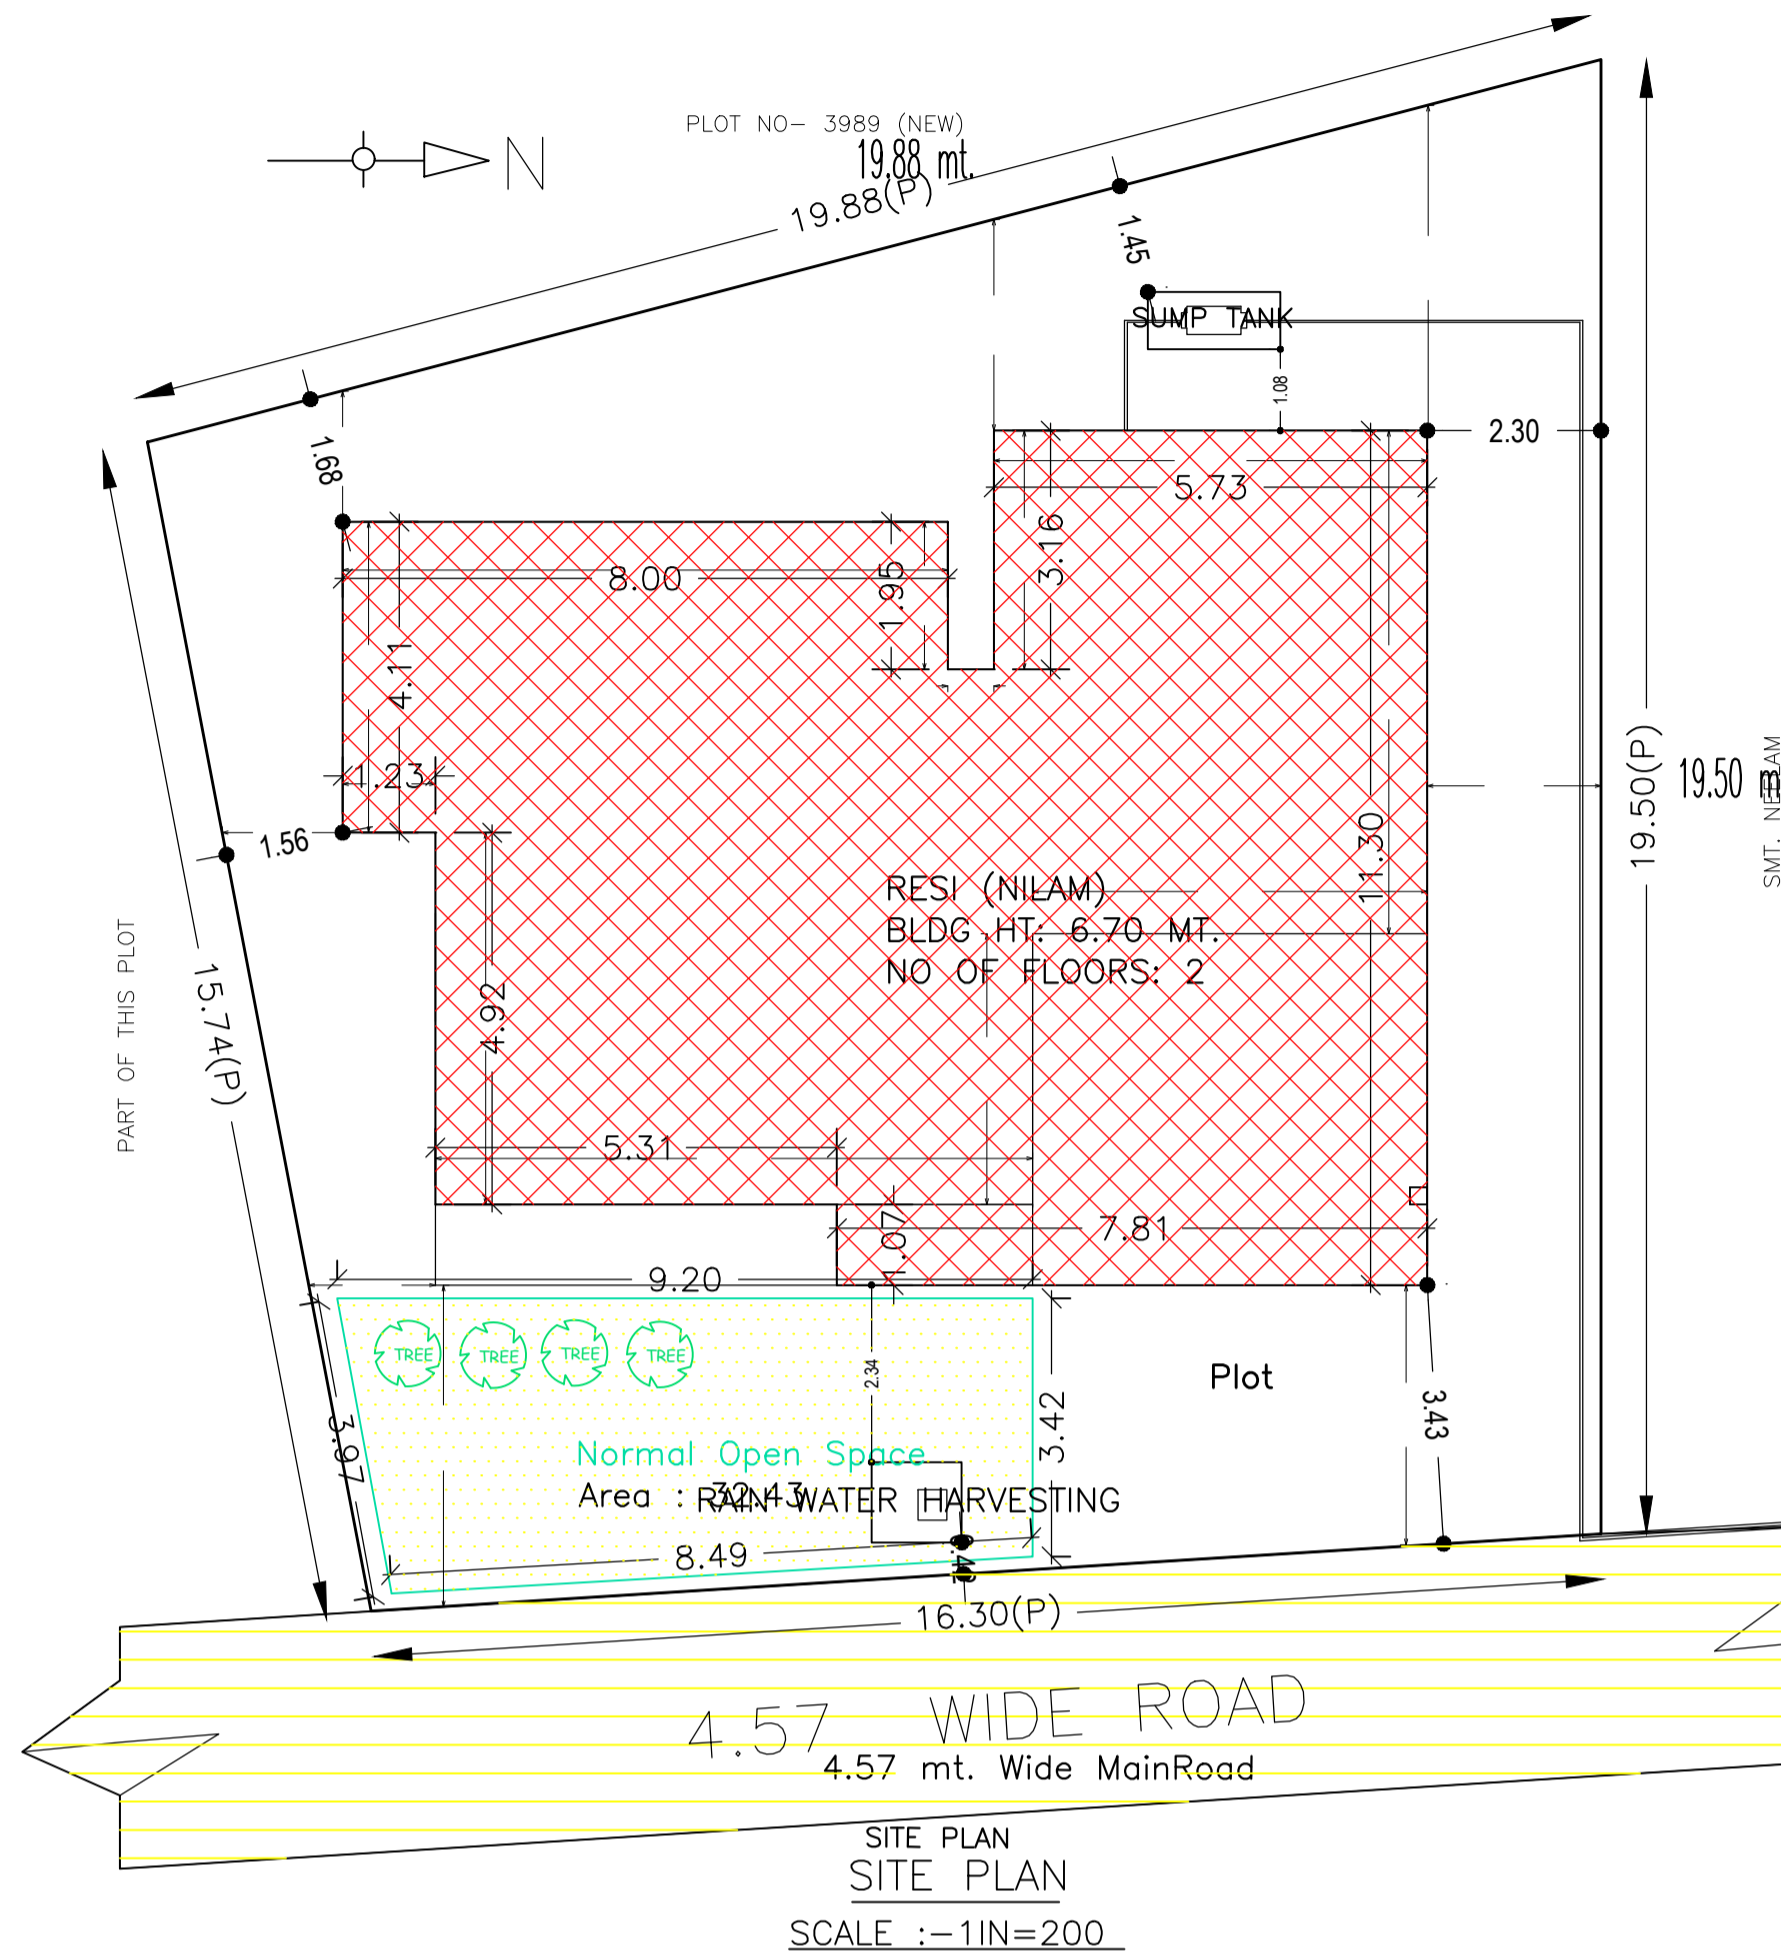 PLOT NO- 3989 (NEW)
19.88 mt.
19.88(P)
N
1.45
SUMP TANK
1.08
1.68
2.30
5.73
3.16
8.00
1.95
4.11
1.23
1.56
19.50(P)
19.50
SMT.
11.30
RESI (NILAM)
BLDG HT: 6.70 MT.
NO OF FLOORS: 2
PART OF THIS PLOT
15.74(P)
4.92
5.31
1.07
7.81
9.20
TREE
TREE
TREE
TREE
2.34
Plot
3.42
3.43
3.97
Normal Open Space
Area : 32.43
RAIN WATER HARVESTING
8.49
16.30(P)
4.57 WIDE ROAD
4.57 mt. Wide MainRoad
SITE PLAN
SITE PLAN
SCALE :-1IN=200